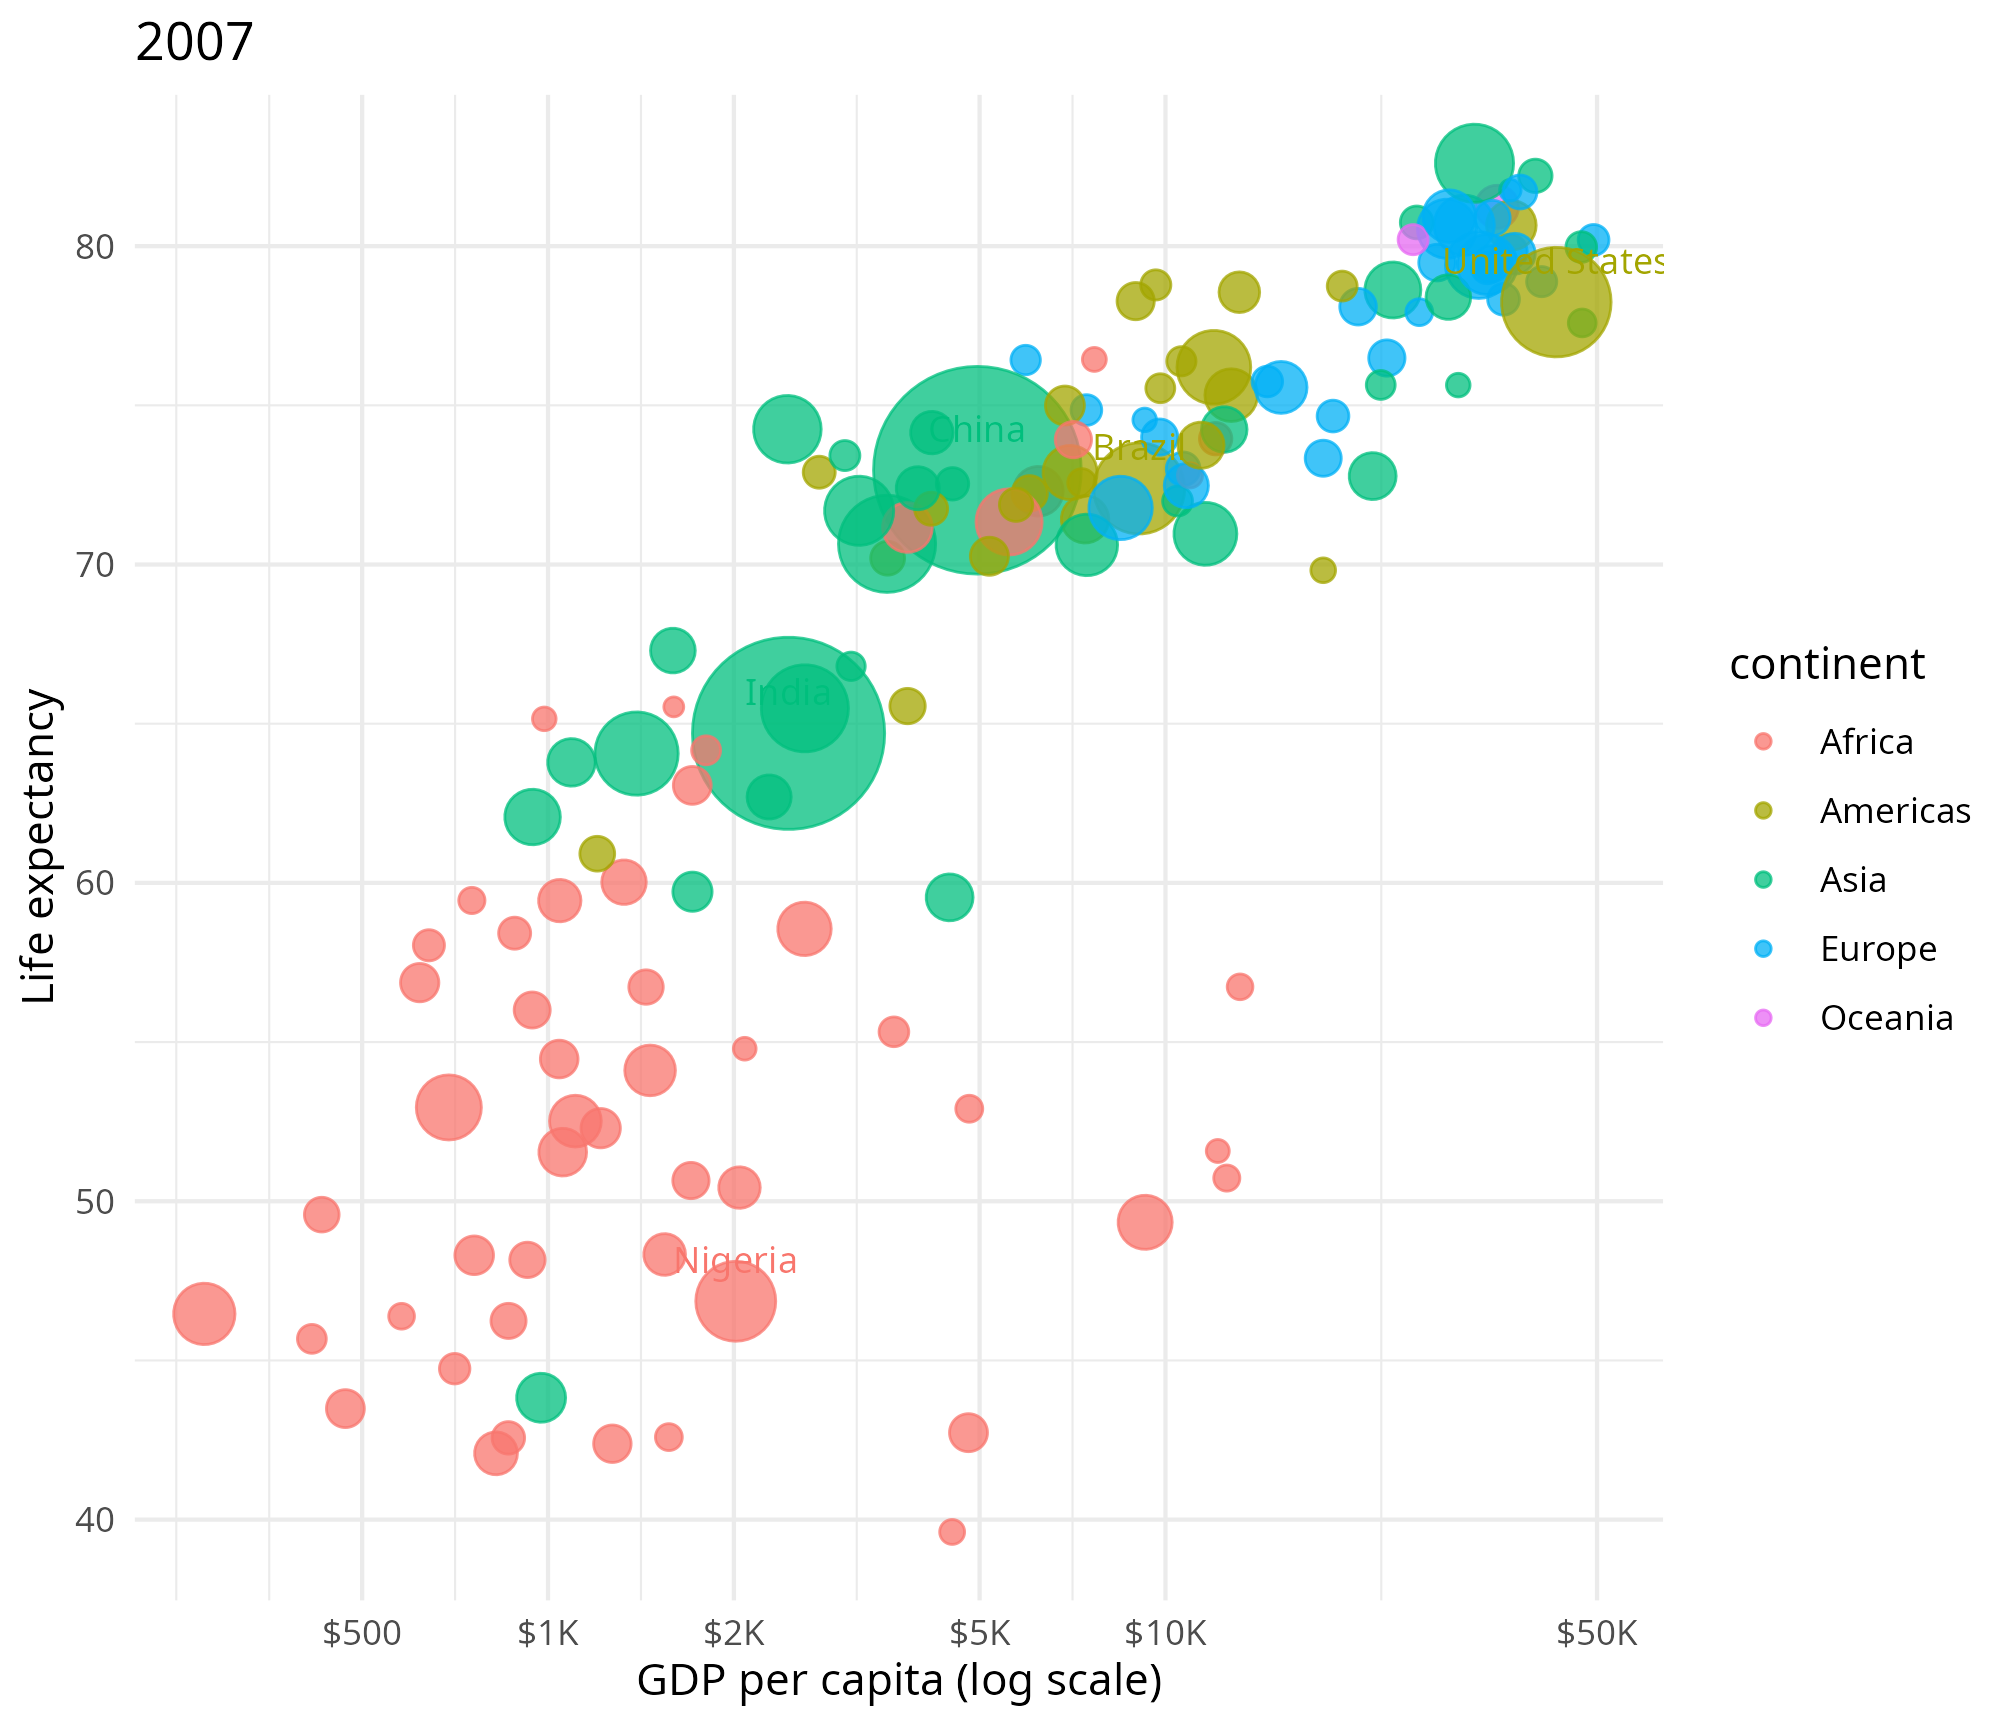 2007
80
70
60
50
40
Life expectancy
United States
China
Brazil
India
Nigeria
$500
$1K
$2K
$5K
$10K
$50K
GDP per capita (log scale)
continent
Africa
Americas
Asia
Europe
Oceania